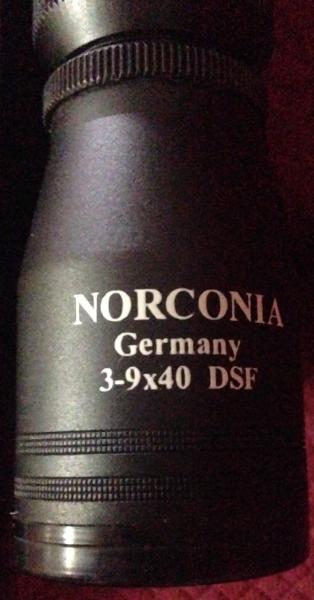 NORCONIA
Germany
3-9x40 DSF